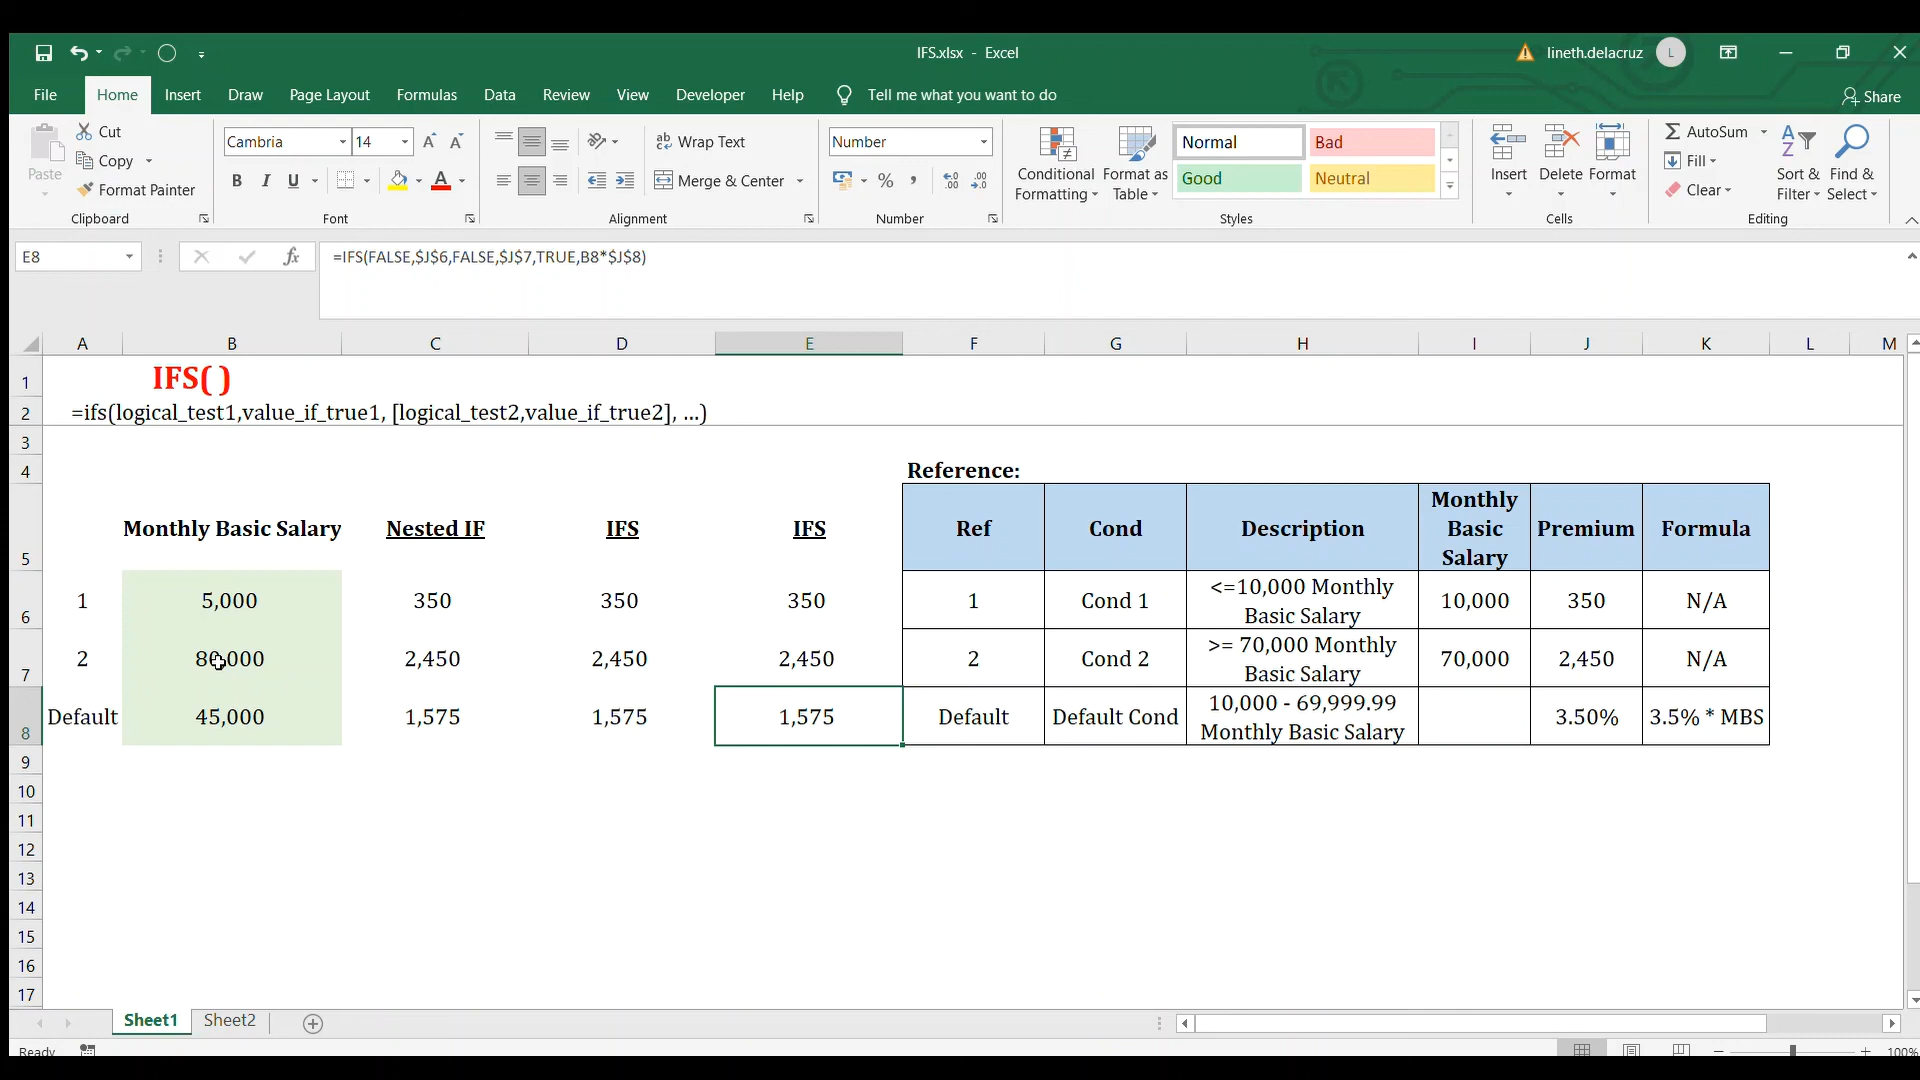 IFS.xlsx - Excel
lineth.delacruz
L
File Home Insert Draw Page Layout Formulas Data Review View Developer Help Tell me what you want to do
Share
Paste
Cut
Copy
Format Painter
Clipboard
Cambria 14
B I U
Font
Wrap Text
Merge & Center
Alignment
Number
Number
Conditional Formatting
Format as Table
Normal Bad
Good Neutral
Styles
Insert Delete Format
Cells
AutoSum
Fill
Clear
Sort & Filter
Find & Select
Editing
E8
fx
=IFS(FALSE,$J$6,FALSE,$J$7,TRUE,B8*$J$8)
A B C D E F G H I J K L M
1 IFS( )
2 =ifs(logical_test1,value_if_true1, [logical_test2,value_if_true2], ...)
3
4 Reference:
5 Monthly Basic Salary Nested IF IFS IFS Ref Cond Description Monthly Basic Salary Premium Formula
6 1 5,000 350 350 350 1 Cond 1 <=10,000 Monthly Basic Salary 10,000 350 N/A
7 2 80,000 2,450 2,450 2,450 2 Cond 2 >= 70,000 Monthly Basic Salary 70,000 2,450 N/A
8 Default 45,000 1,575 1,575 1,575 Default Default Cond 10,000 - 69,999.99 Monthly Basic Salary 3.50% 3.5% * MBS
9
10
11
12
13
14
15
16
17
Sheet1 Sheet2
Ready
100%